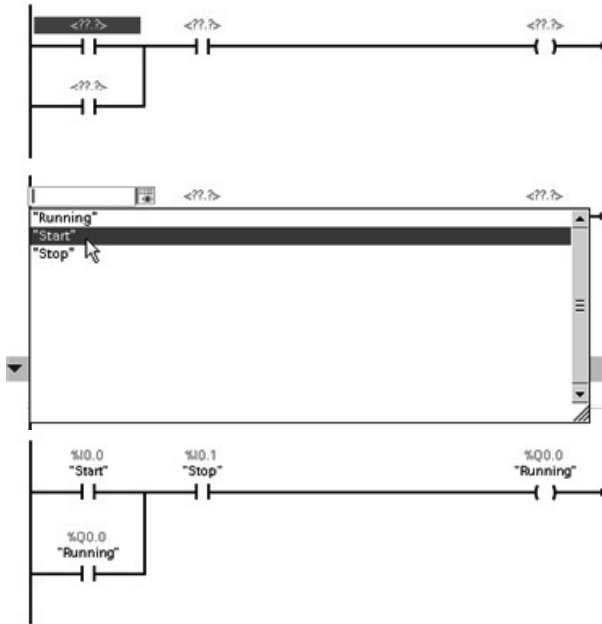 <??.?> <??.?> <??.?>
<??.?>
<??.?> <??.?>
"Running"
"Start"
"Stop"
%I0.0 %I0.1 %Q0.0
"Start" "Stop" "Running"
%Q0.0
"Running"